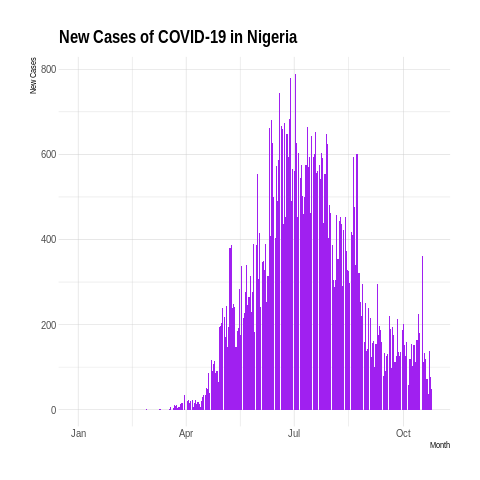 New Cases of COVID-19 in Nigeria
New Cases
800
600
400
200
0
Jan Apr Jul Oct
Month